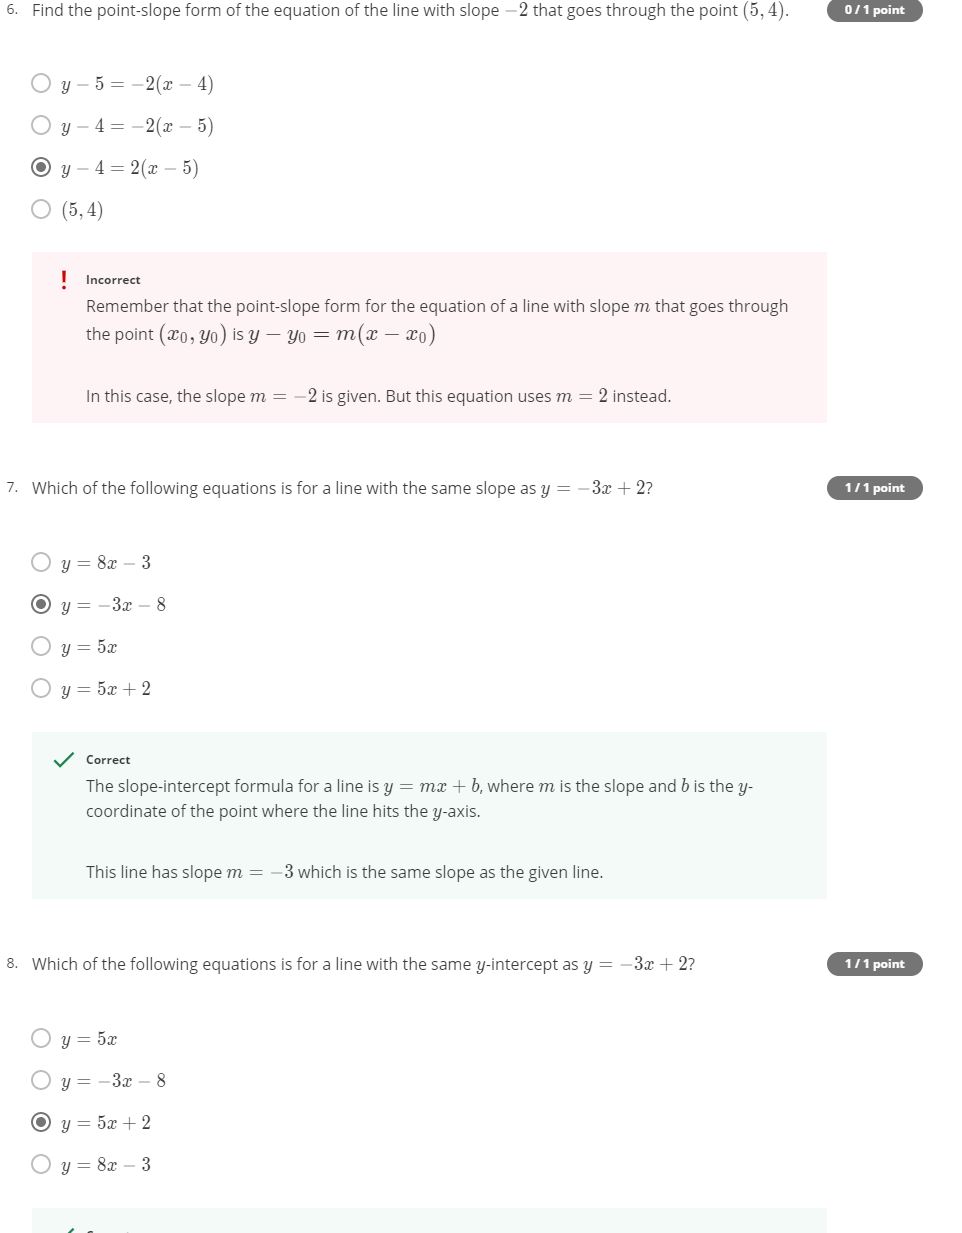 6. Find the point-slope form of the equation of the line with slope −2 that goes through the point (5, 4).
0 / 1 point
y − 5 = −2(x − 4)
y − 4 = −2(x − 5)
y − 4 = 2(x − 5)
(5, 4)
! Incorrect
Remember that the point-slope form for the equation of a line with slope m that goes through
the point (x₀, y₀) is y − y₀ = m(x − x₀)
In this case, the slope m = −2 is given. But this equation uses m = 2 instead.
7. Which of the following equations is for a line with the same slope as y = −3x + 2?
1 / 1 point
y = 8x − 3
y = −3x − 8
y = 5x
y = 5x + 2
Correct
The slope-intercept formula for a line is y = mx + b, where m is the slope and b is the y-
coordinate of the point where the line hits the y-axis.
This line has slope m = −3 which is the same slope as the given line.
8. Which of the following equations is for a line with the same y-intercept as y = −3x + 2?
1 / 1 point
y = 5x
y = −3x − 8
y = 5x + 2
y = 8x − 3